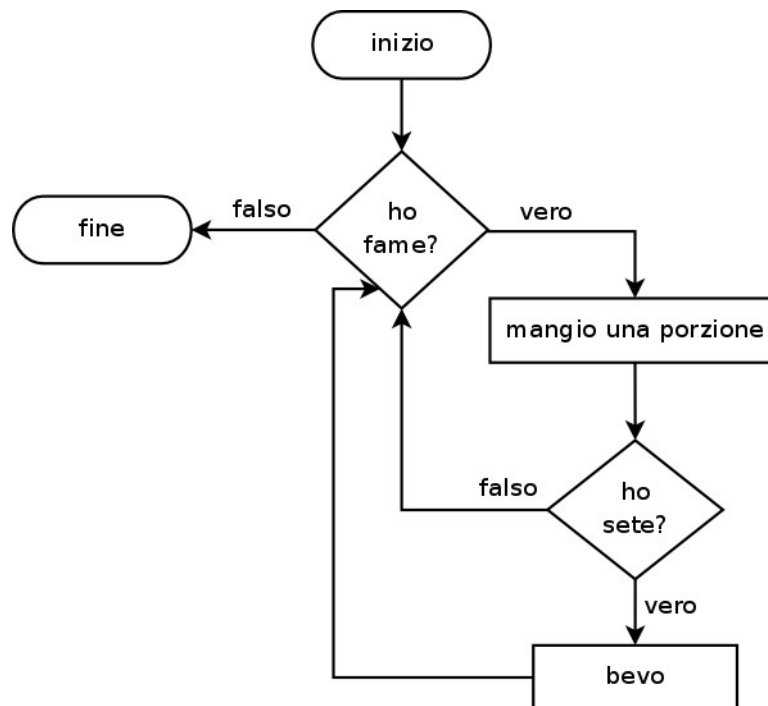 inizio
falso
vero
ho
fame?
fine
mangio una porzione
falso
ho
sete?
vero
bevo